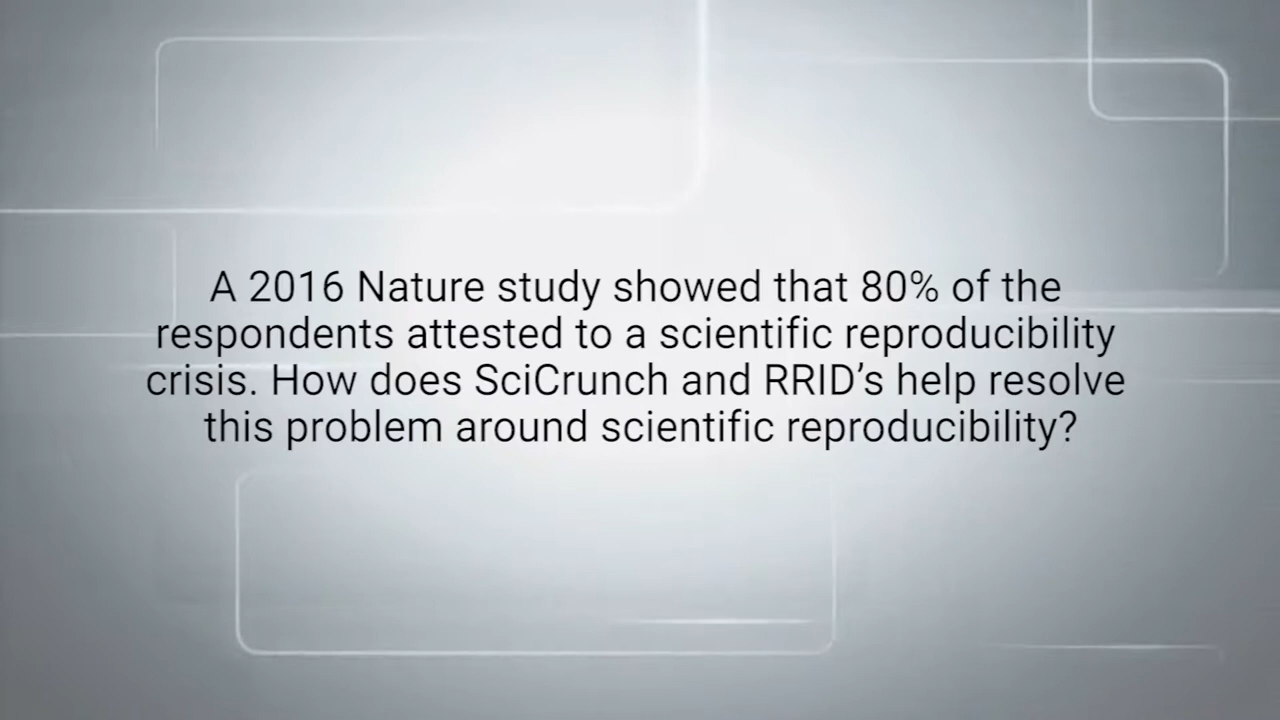 A 2016 Nature study showed that 80% of the
respondents attested to a scientific reproducibility
crisis. How does SciCrunch and RRID’s help resolve
this problem around scientific reproducibility?